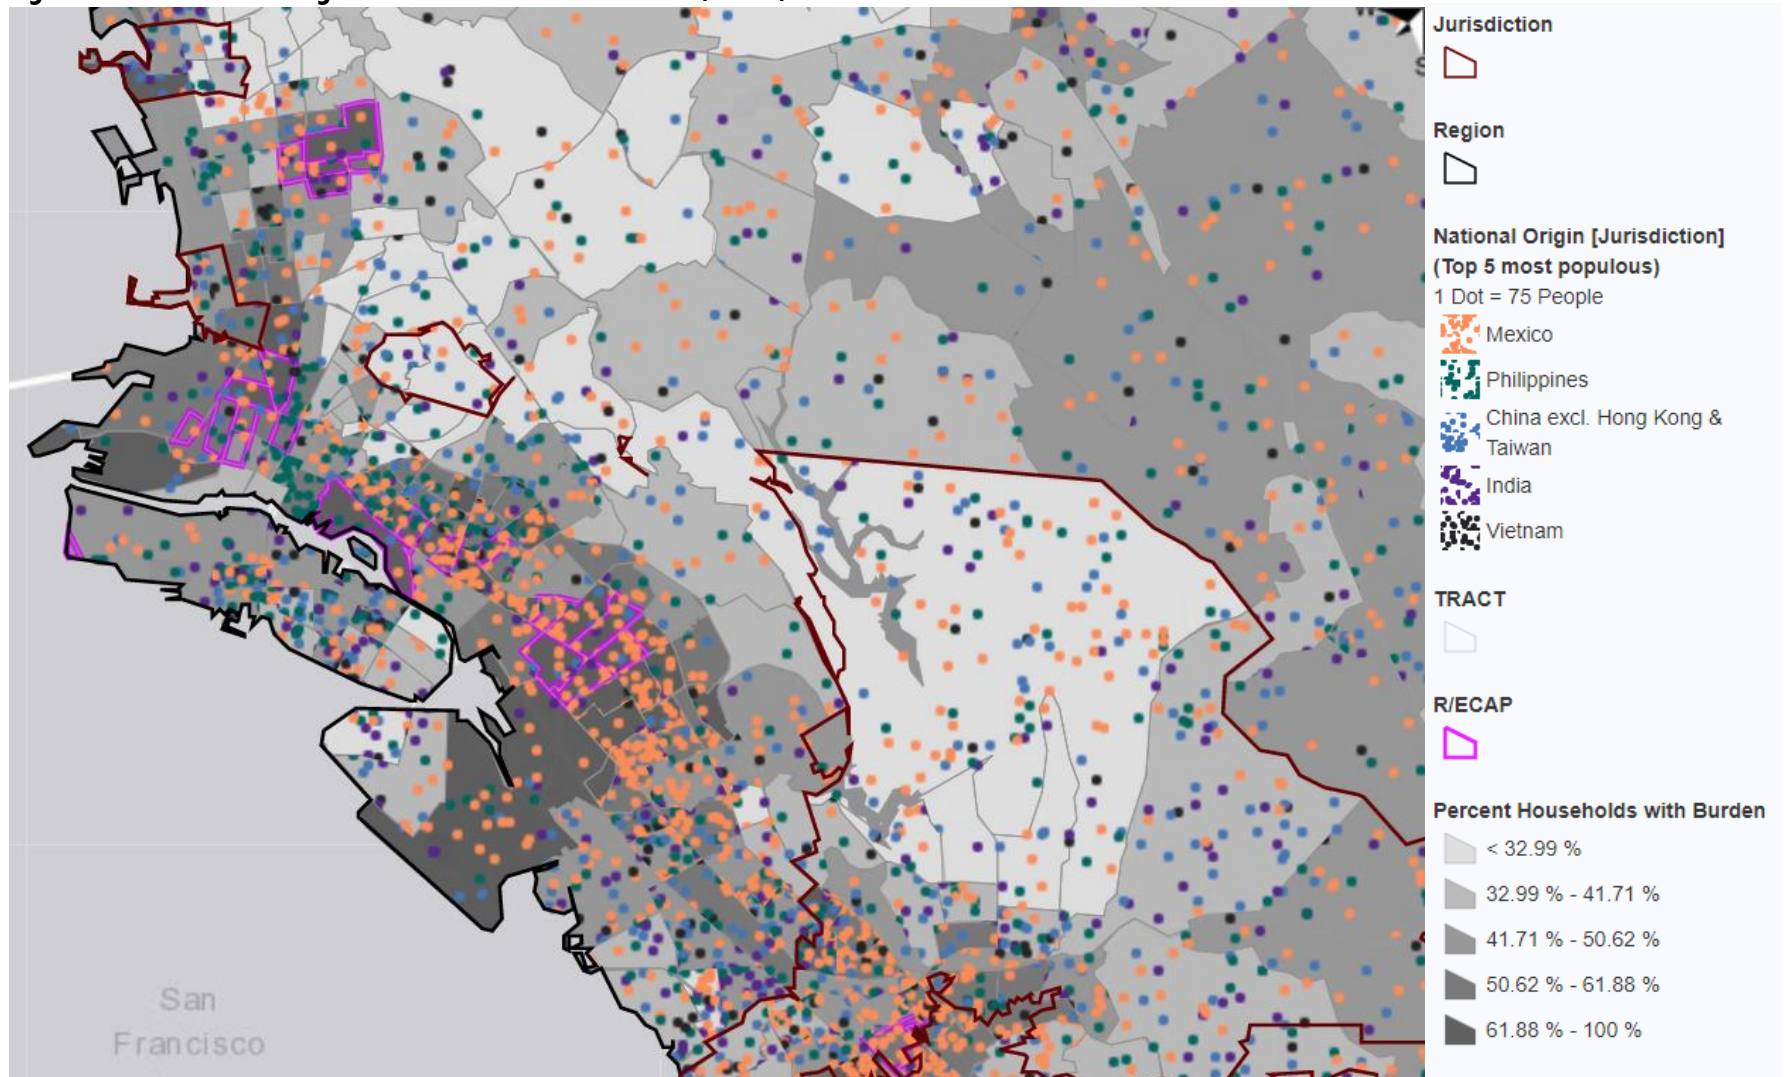 Jurisdiction
Region
National Origin [Jurisdiction]
(Top 5 most populous)
1 Dot = 75 People
Mexico
Philippines
China excl. Hong Kong &
Taiwan
India
Vietnam
TRACT
R/ECAP
Percent Households with Burden
< 32.99 %
32.99 % - 41.71 %
41.71 % - 50.62 %
50.62 % - 61.88 %
61.88 % - 100 %
San
Francisco